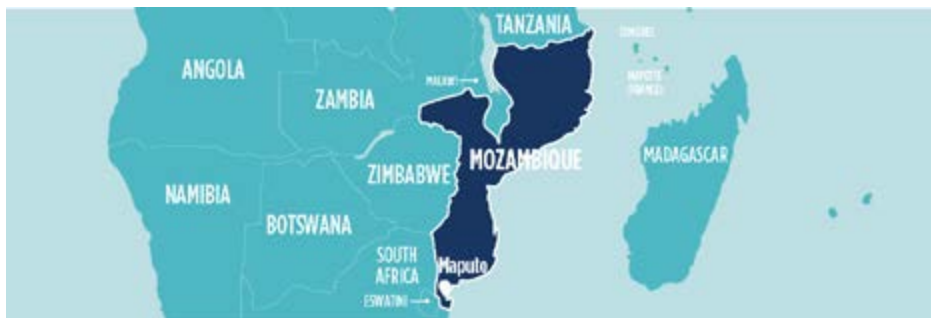 TANZANIA
COMOROS
ANGOLA
MALAWI
MAYOTTE
(FRANCE)
ZAMBIA
MOZAMBIQUE
MADAGASCAR
ZIMBABWE
NAMIBIA
BOTSWANA
SOUTH
AFRICA
Maputo
ESWATINI